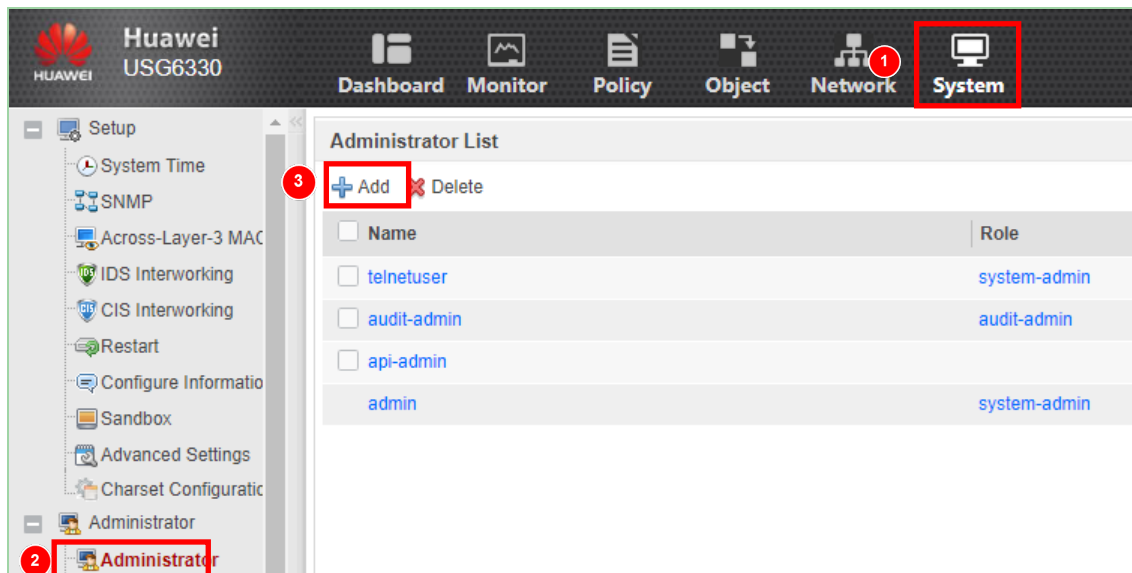 Huawei
USG6330
HUAWEI
Dashboard Monitor Policy Object Network 1 System
Setup
System Time
SNMP
Across-Layer-3 MAC
IDS Interworking
CIS Interworking
Restart
Configure Informatio
Sandbox
Advanced Settings
Charset Configuratic
Administrator
2 Administrator
Administrator List
3 Add Delete
Name Role
telnetuser system-admin
audit-admin audit-admin
api-admin
admin system-admin